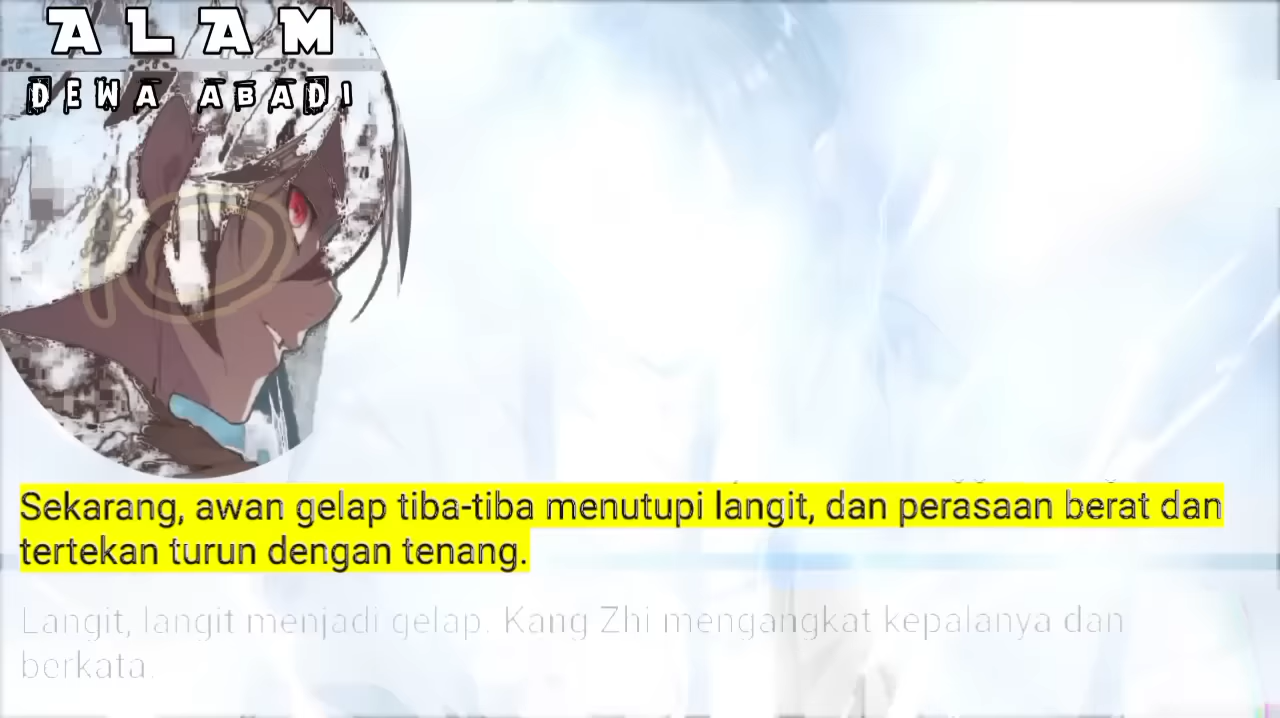 ALAM
DEWA ABADI
Sekarang, awan gelap tiba-tiba menutupi langit, dan perasaan berat dan
tertekan turun dengan tenang.
Langit, langit menjadi gelap. Kang Zhi mengangkat kepalanya dan
berkata.